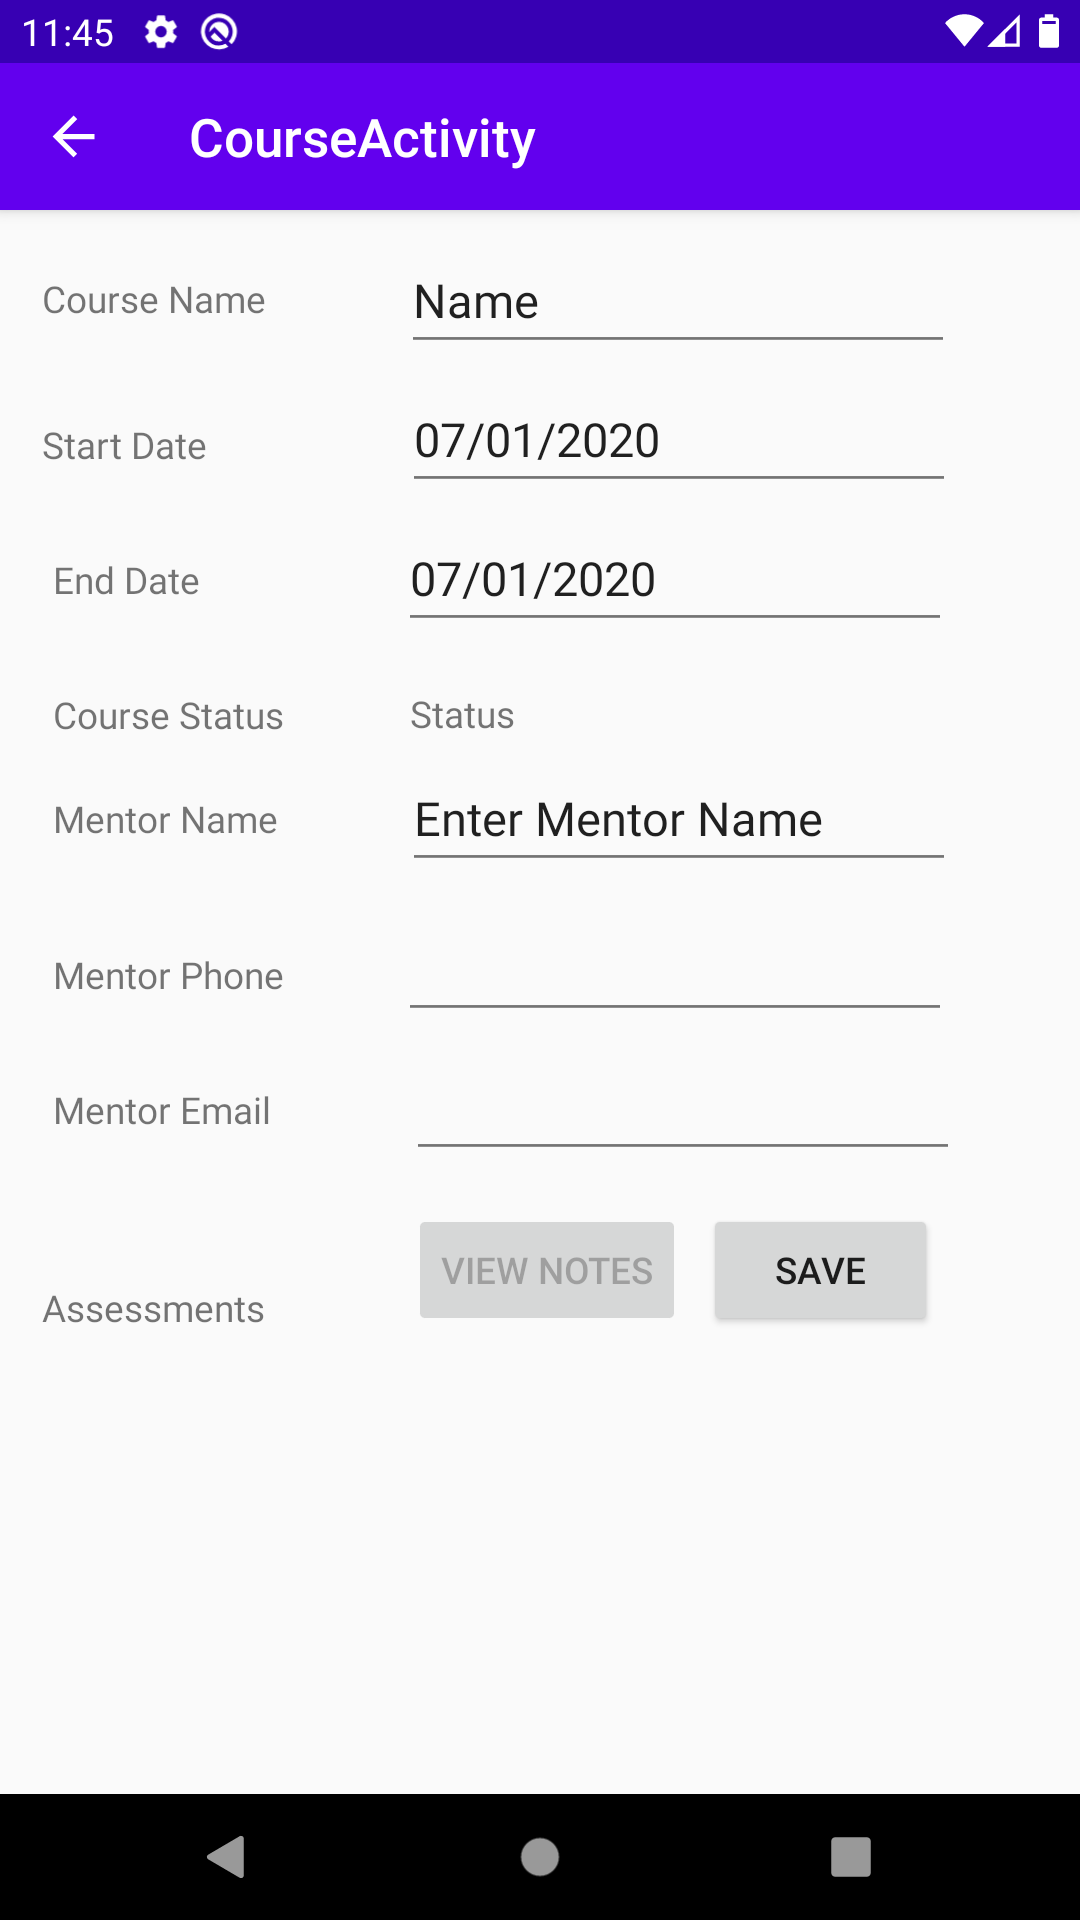 11:45
CourseActivity
Course Name Name
Start Date 07/01/2020
End Date 07/01/2020
Course Status Status
Mentor Name Enter Mentor Name
Mentor Phone
Mentor Email
VIEW NOTES SAVE
Assessments